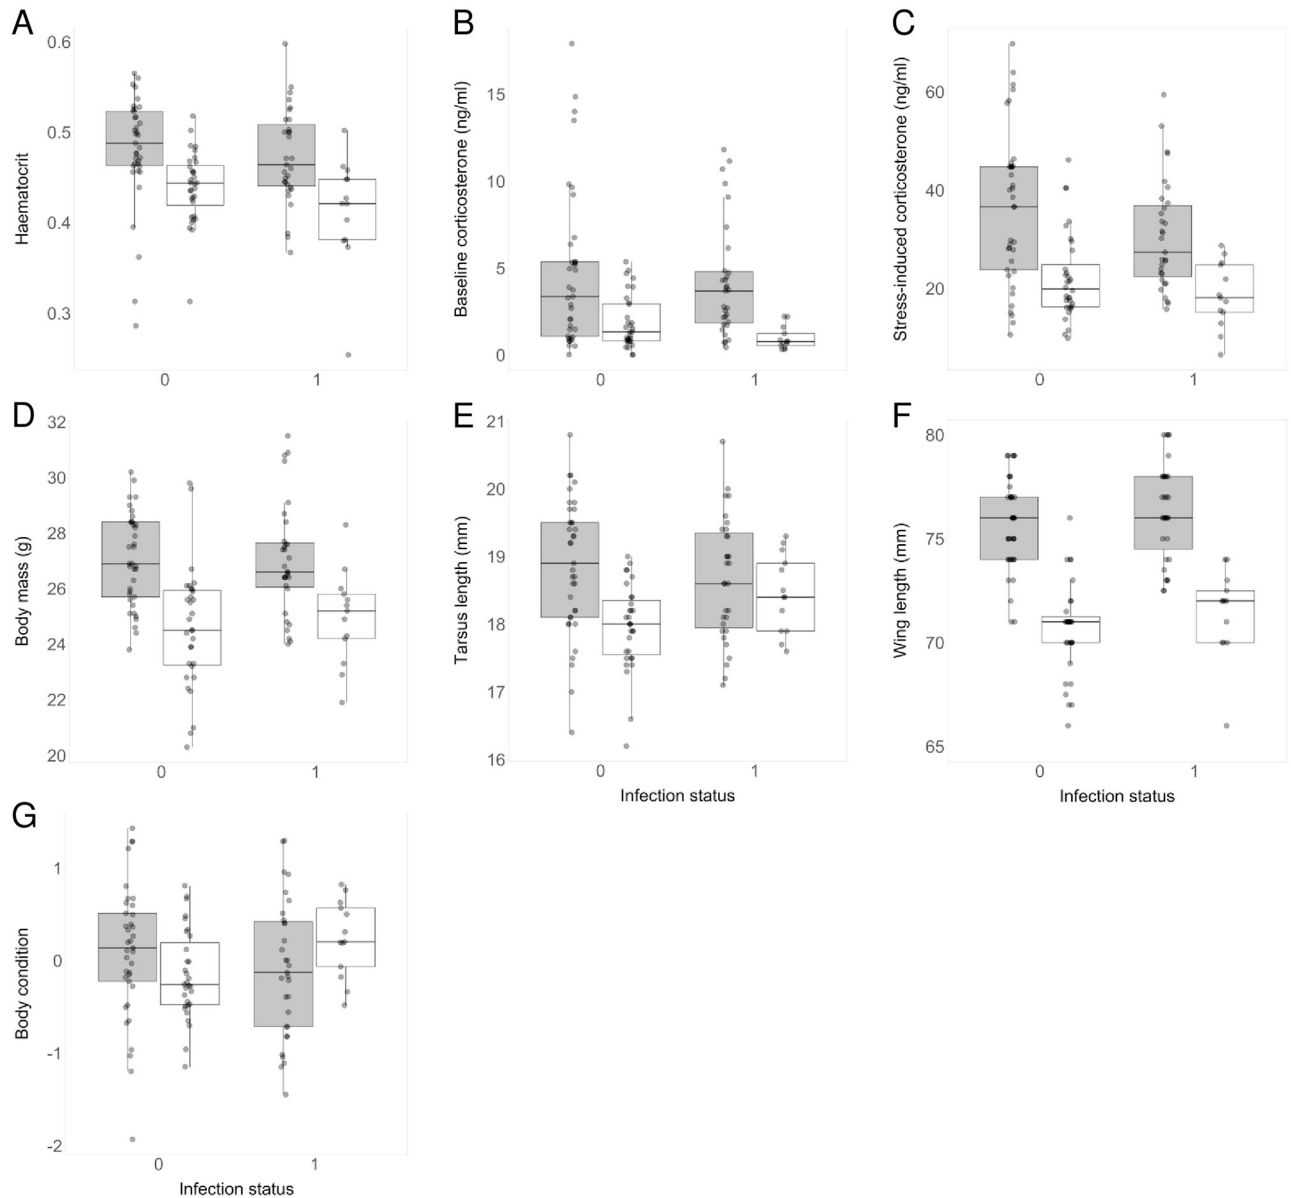 A
B
C
Haematocrit
0.6
0.5
0.4
0.3
0 1
Baseline corticosterone (ng/ml)
15
10
5
0
0 1
Stress-induced corticosterone (ng/ml)
60
40
20
0 1
D
E
F
Body mass (g)
32
30
28
26
24
22
20
0 1
Tarsus length (mm)
21
20
19
18
17
16
0 1
Infection status
Wing length (mm)
80
75
70
65
0 1
Infection status
G
Body condition
1
0
-1
-2
0 1
Infection status